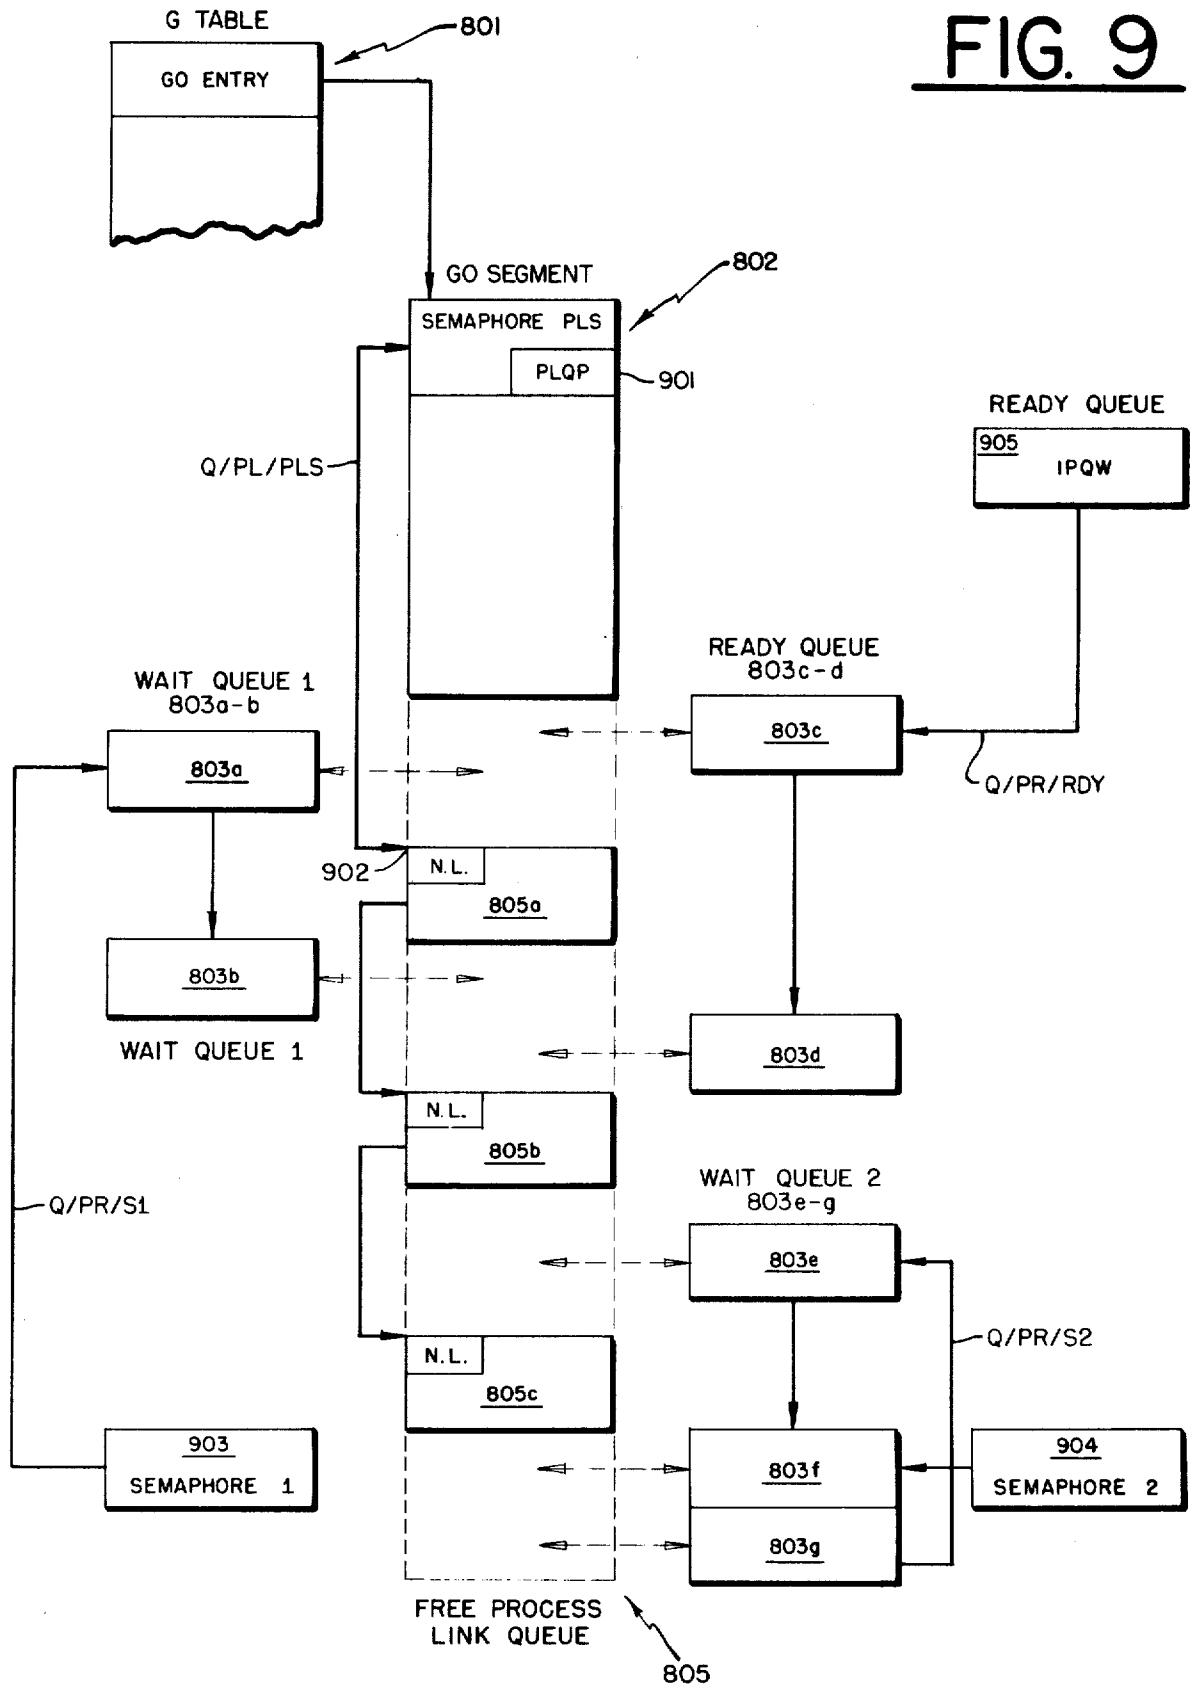 G TABLE
801
FIG. 9
GO ENTRY
GO SEGMENT
802
SEMAPHORE PLS
PLQP
901
READY QUEUE
905
IPQW
Q/PL/PLS
READY QUEUE
803c-d
WAIT QUEUE 1
803a-b
803c
803a
Q/PR/RDY
902
N.L.
805a
803b
WAIT QUEUE 1
803d
N.L.
805b
WAIT QUEUE 2
803e-g
Q/PR/S1
803e
Q/PR/S2
N.L.
805c
903
SEMAPHORE 1
803f
904
SEMAPHORE 2
803g
FREE PROCESS
LINK QUEUE
805